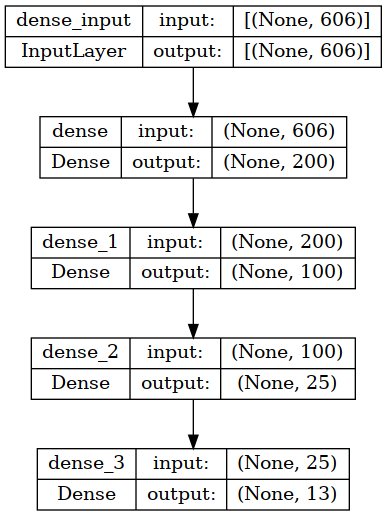 dense_input input: [(None, 606)]
InputLayer output: [(None, 606)]
dense input: (None, 606)
Dense output: (None, 200)
dense_1 input: (None, 200)
Dense output: (None, 100)
dense_2 input: (None, 100)
Dense output: (None, 25)
dense_3 input: (None, 25)
Dense output: (None, 13)